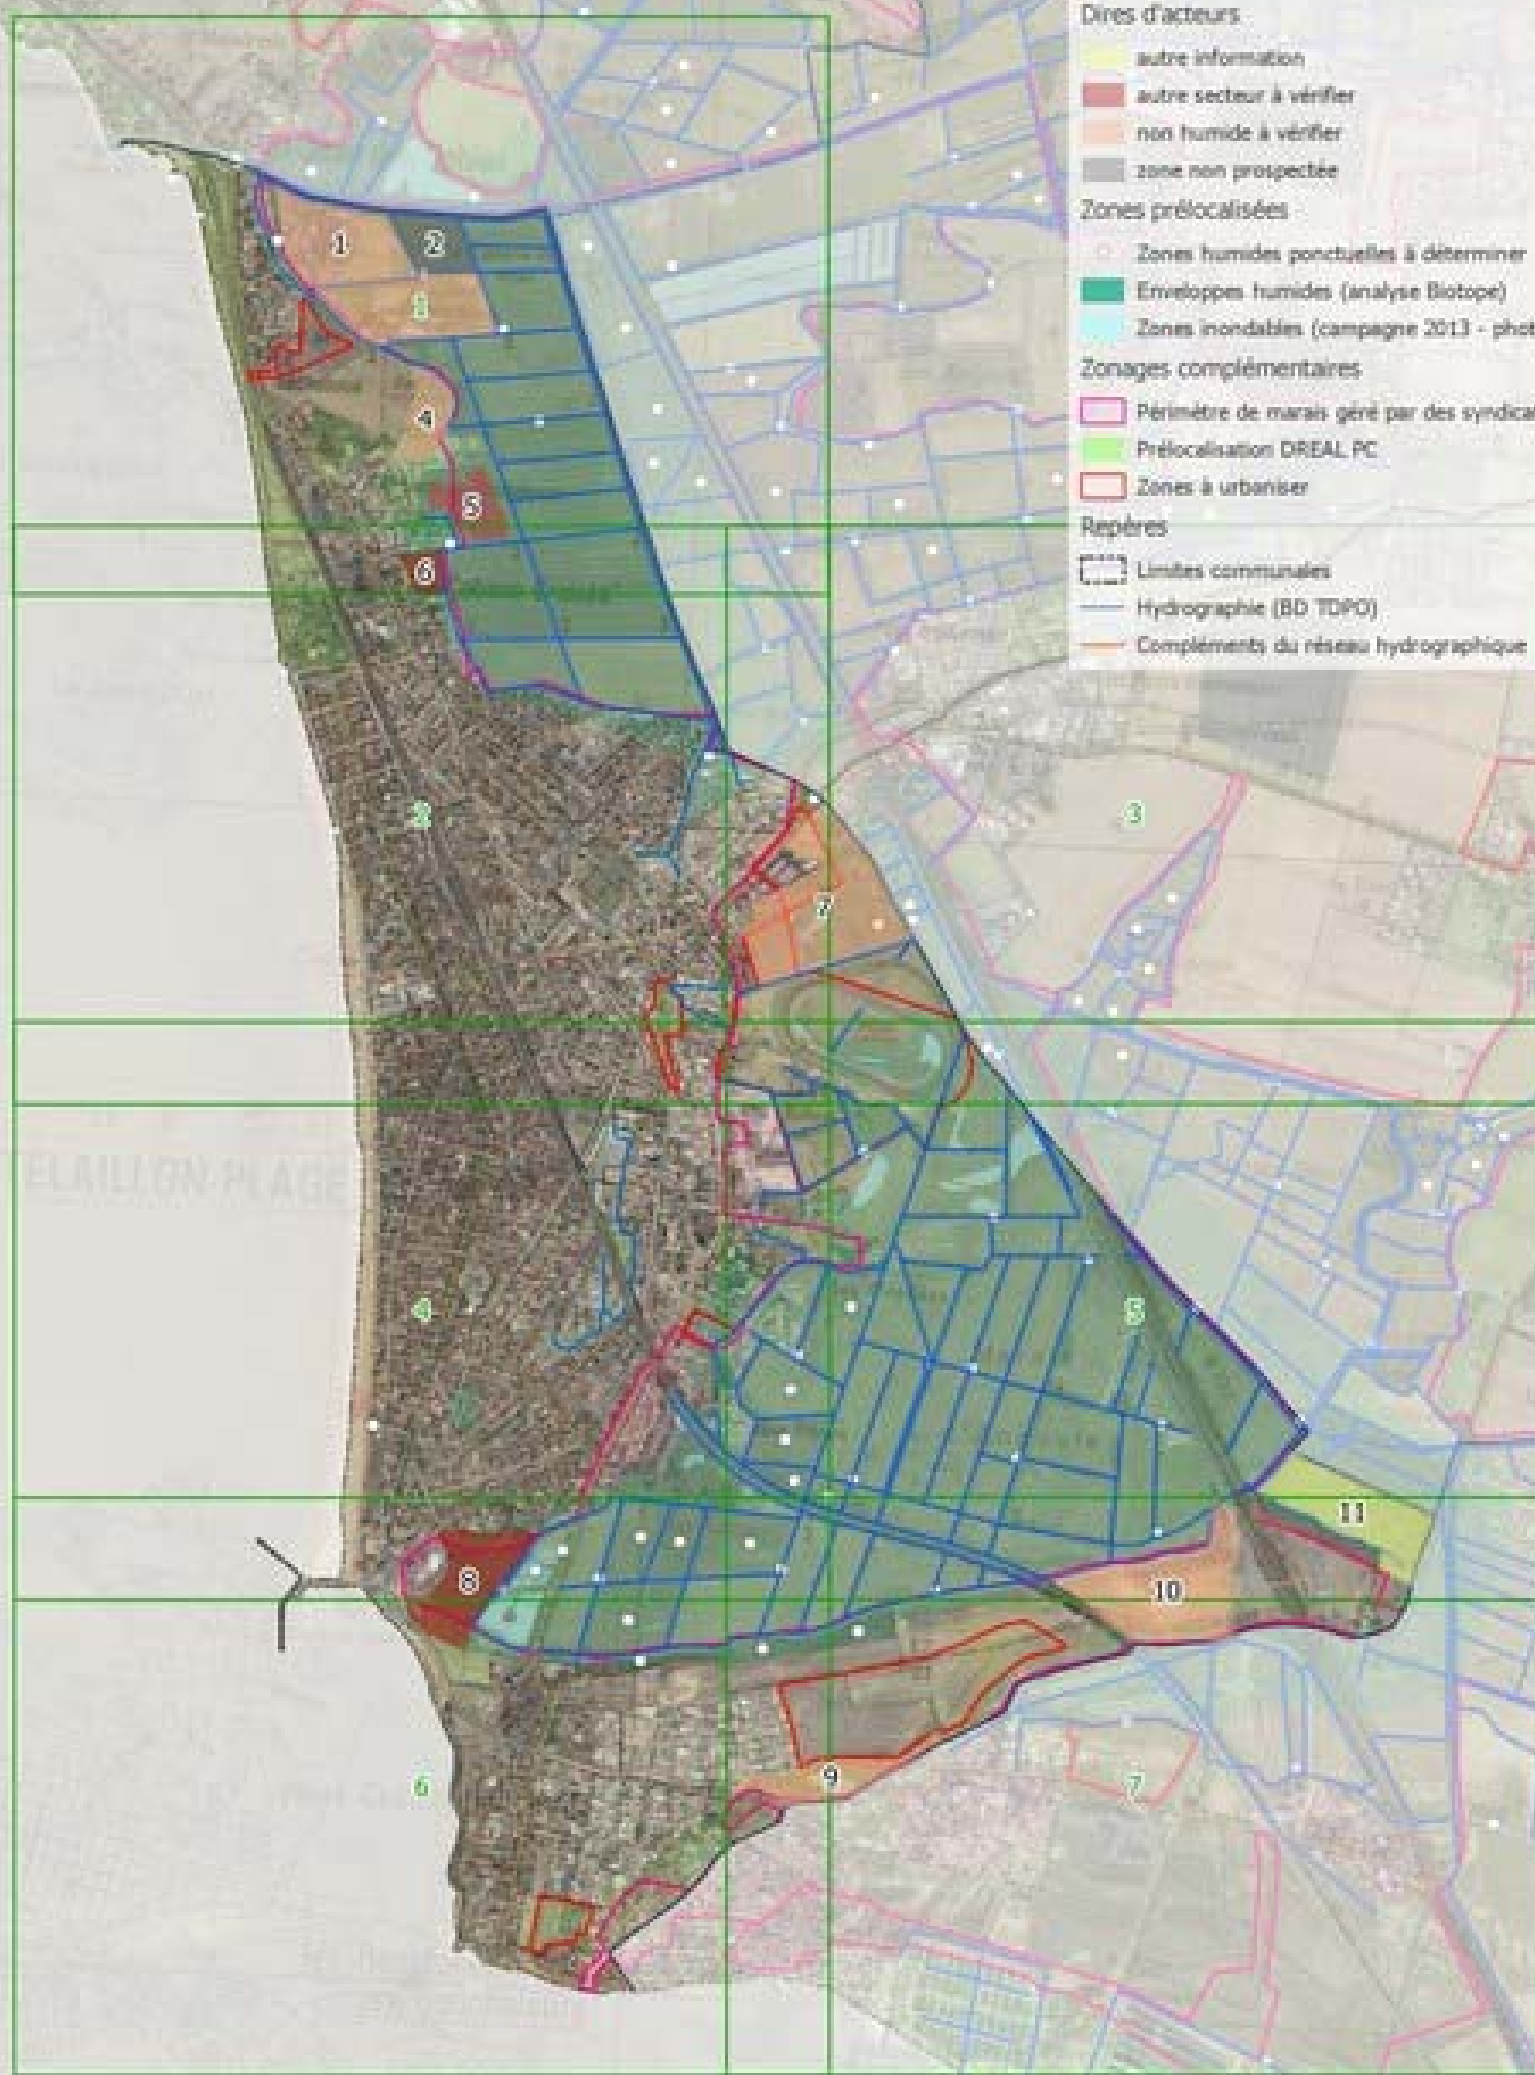 Dires d'acteurs
autre information
autre secteur à vérifier
non humide à vérifier
zone non prospectée
Zones prélocalisées
Zones humides ponctuelles à déterminer
Enveloppes humides (analyse Biotope)
Zones inondables (campagne 2013 - phot
Zonages complémentaires
Périmètre de marais géré par des syndica
Prélocalisation DREAL PC
Zones à urbaniser
Repères
Limites communales
Hydrographie (BD TOPO)
Compléments du réseau hydrographique
1
2
1
4
5
6
2
3
7
ELAILLON-PLAGE
4
5
11
8
10
9
6
7